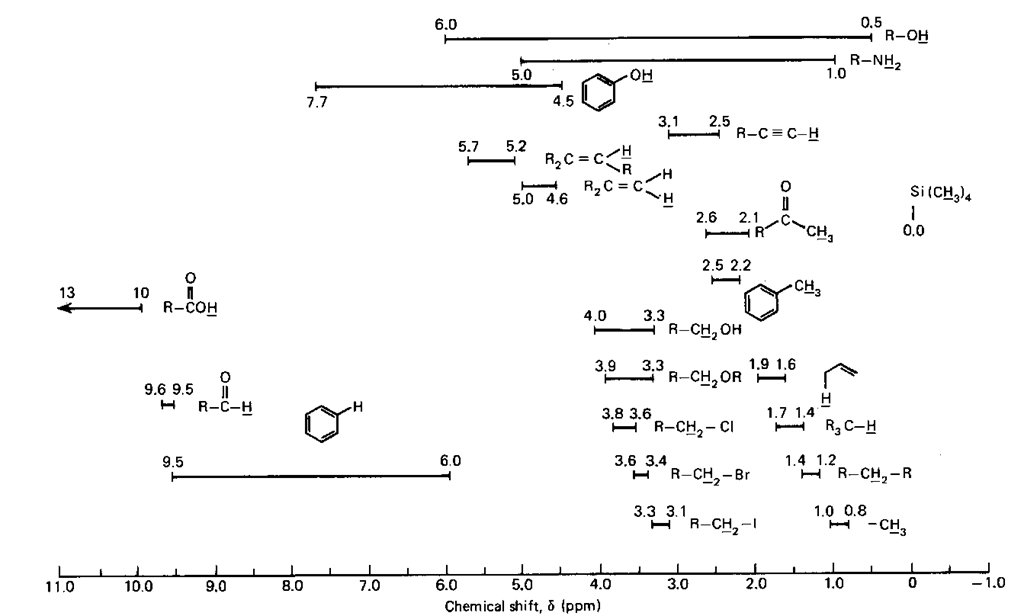 6.0 0.5 R–OH
5.0 1.0 R–NH2
7.7 4.5 OH
3.1 2.5 R–C≡C–H
5.7 5.2 R2C=C H R
5.0 4.6 R2C=C H H
Si(CH3)4
0.0
2.6 2.1 R C O CH3
2.5 2.2 CH3
13 10 R–C O OH
4.0 3.3 R–CH2OH
3.9 3.3 R–CH2OR 1.9 1.6 H
9.6 9.5 R–C–H O
H
3.8 3.6 R–CH2–Cl 1.7 1.4 R3C–H
9.5 6.0
3.6 3.4 R–CH2–Br 1.4 1.2 R–CH2–R
3.3 3.1 R–CH2–I 1.0 0.8 –CH3
11.0 10.0 9.0 8.0 7.0 6.0 5.0 4.0 3.0 2.0 1.0 0 −1.0
Chemical shift, δ (ppm)